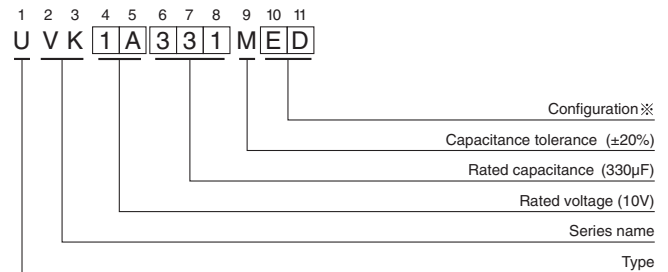 1 2 3 4 5 6 7 8 9 10 11
U V K 1 A 3 3 1 M E D
Configuration※
Capacitance tolerance (±20%)
Rated capacitance (330µF)
Rated voltage (10V)
Series name
Type